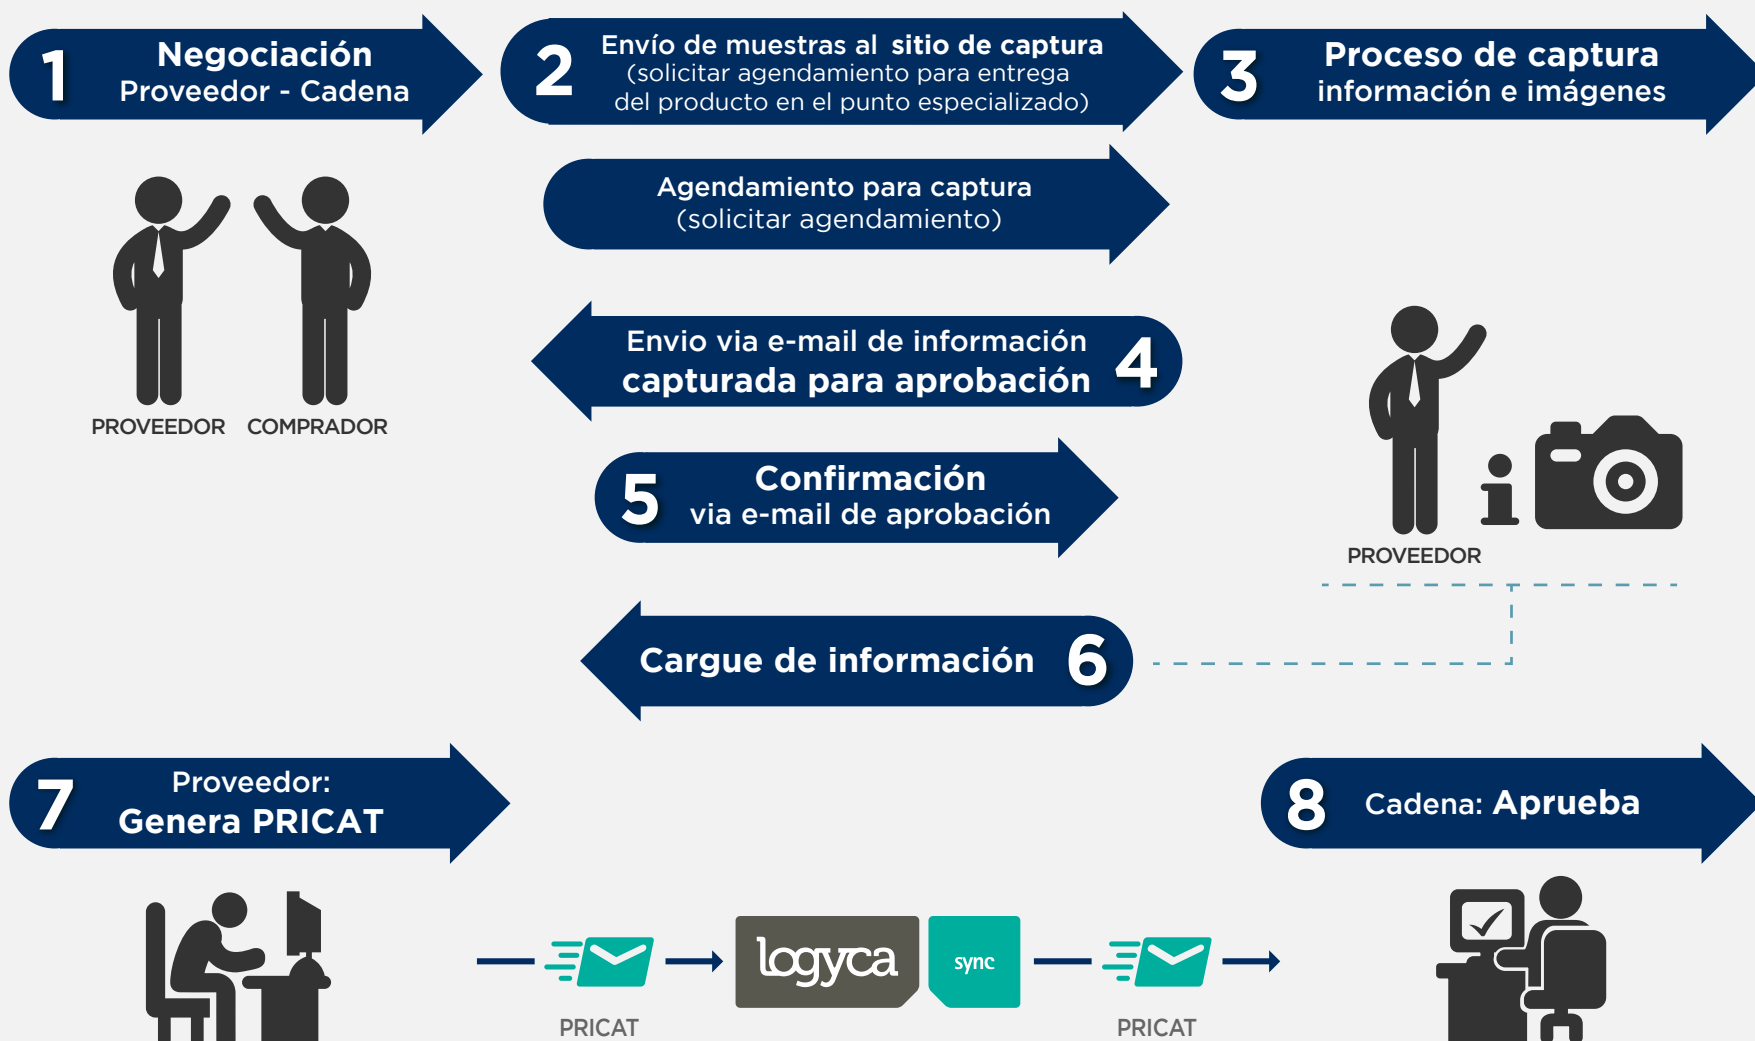 1
Negociación
Proveedor - Cadena
2
Envío de muestras al sitio de captura
(solicitar agendamiento para entrega
del producto en el punto especializado)
3
Proceso de captura
información e imágenes
Agendamiento para captura
(solicitar agendamiento)
PROVEEDOR
COMPRADOR
Envio via e-mail de información
capturada para aprobación
4
5
Confirmación
via e-mail de aprobación
PROVEEDOR
Cargue de información
6
7
Proveedor:
Genera PRICAT
8
Cadena: Aprueba
logyca
sync
PRICAT
PRICAT